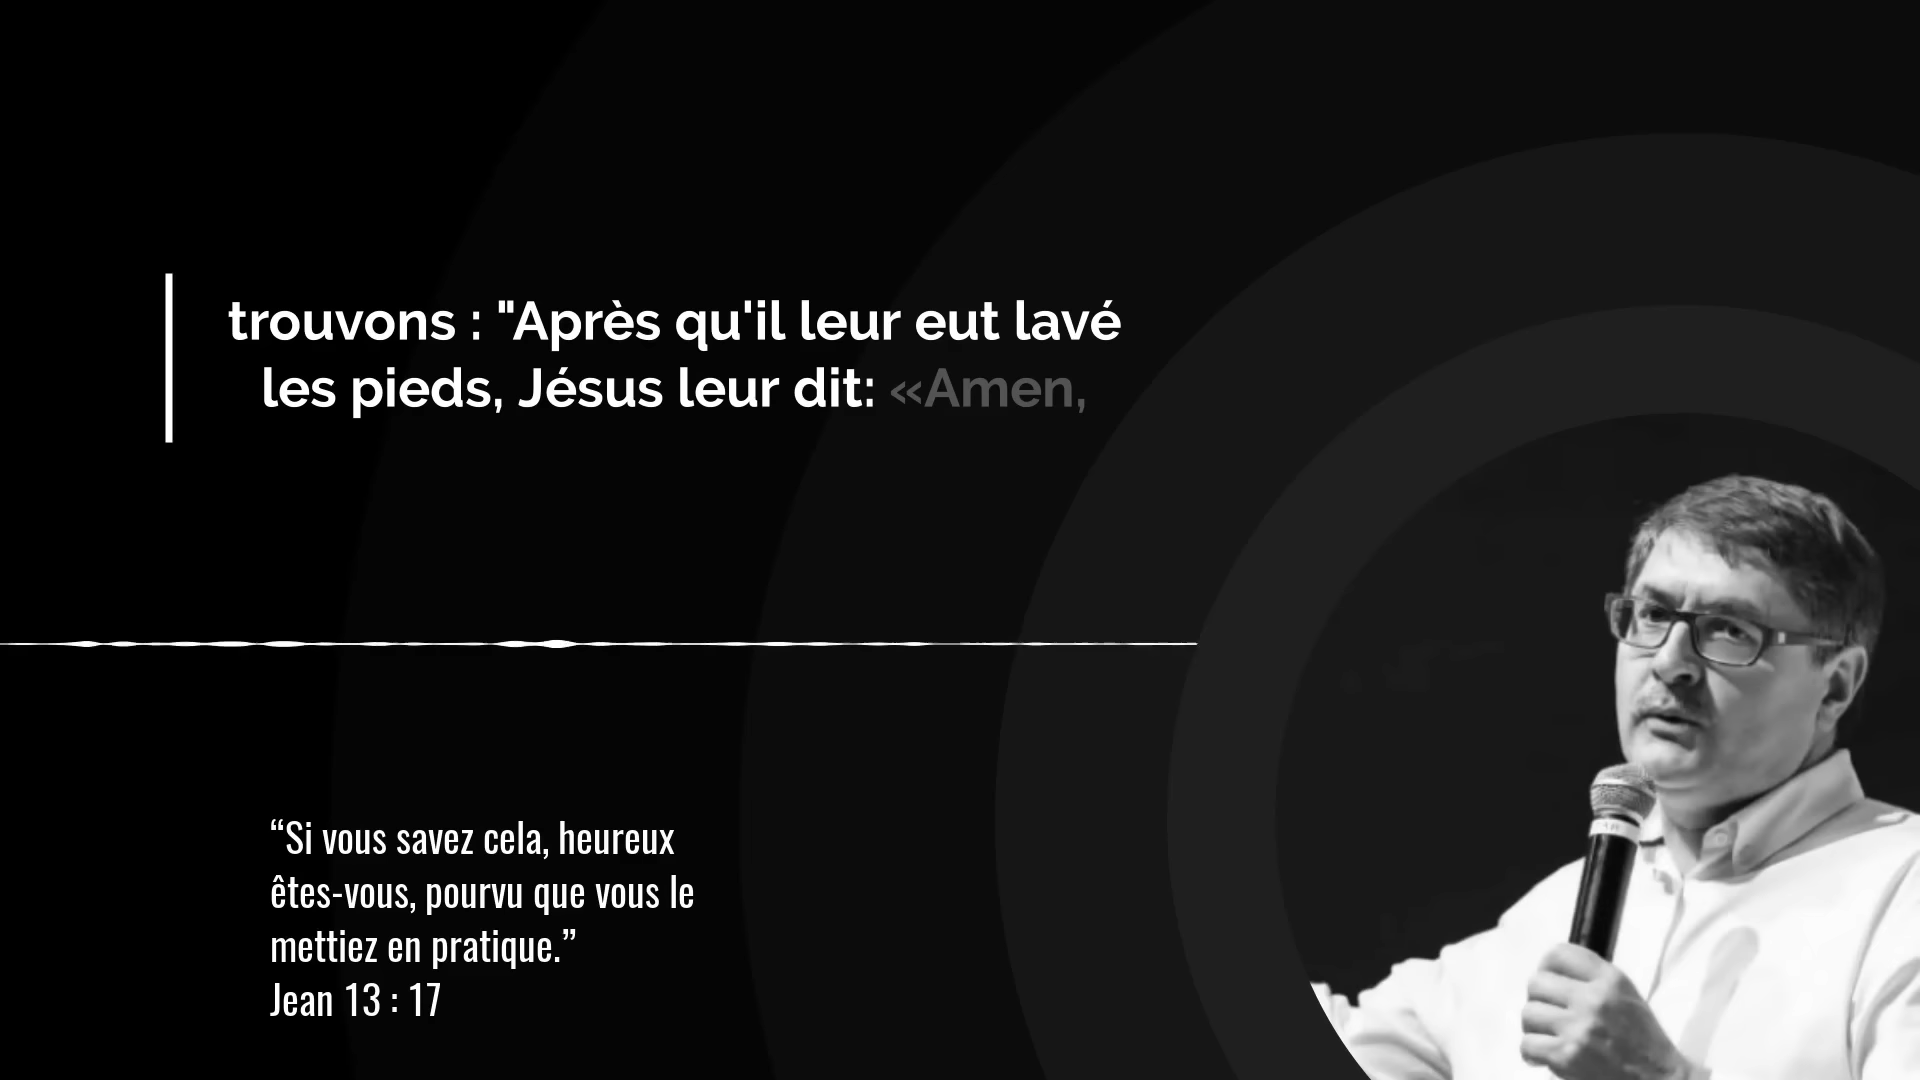 trouvons : "Après qu'il leur eut lavé
les pieds, Jésus leur dit: «Amen,
“Si vous savez cela, heureux
êtes-vous, pourvu que vous le
mettiez en pratique.”
Jean 13 : 17